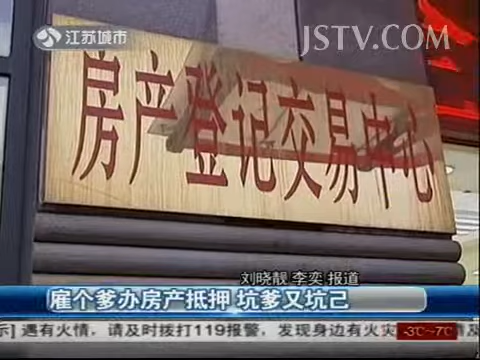 江苏城市
JSTV.COM
房产登记交易中心
刘晓靓 李奕 报道
雇个爹办房产抵押 坑爹又坑己
示】遇有火情，请及时拨打119报警，发现身边有火灾
-3℃~7℃